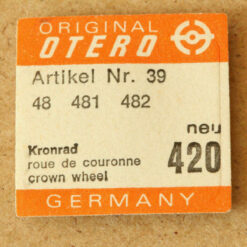 ORIGINAL
OTERO
Artikel Nr. 39
48 481 482
neu
420
Kronrad
roue de couronne
crown wheel
GERMANY